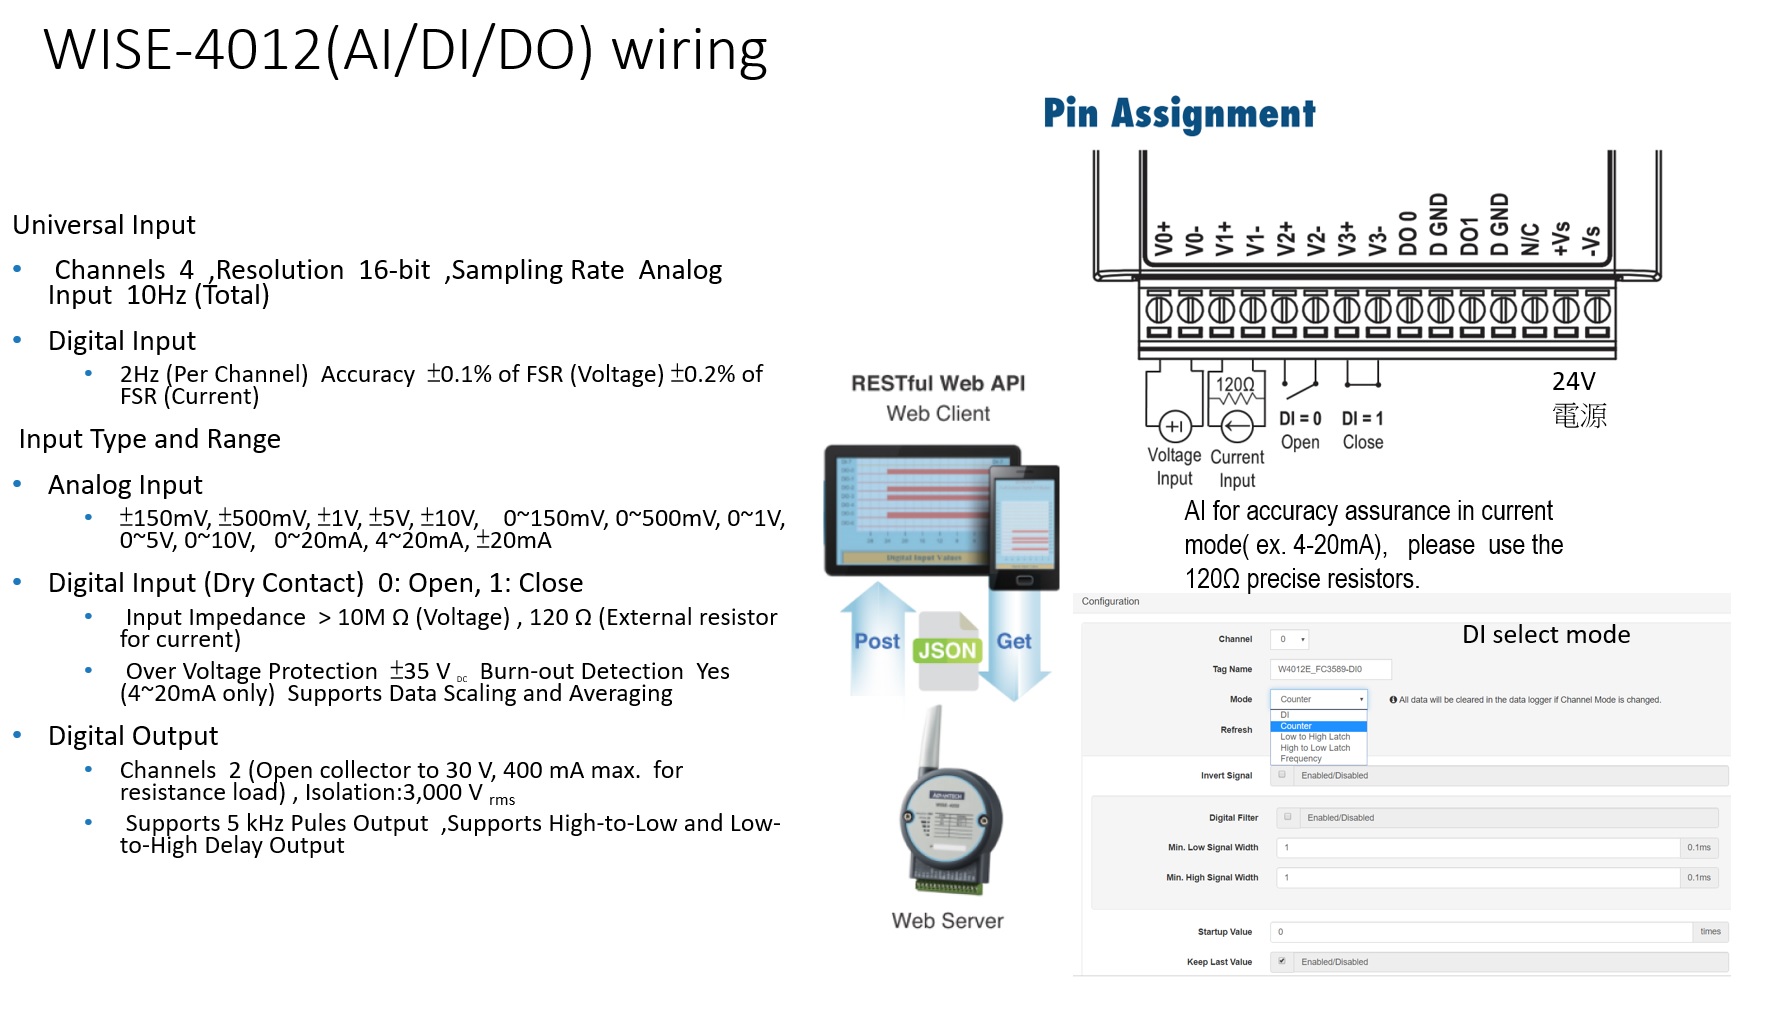 WISE-4012(AI/DI/DO) wiring
Universal Input
• Channels 4 ,Resolution 16-bit ,Sampling Rate Analog
Input 10Hz (Total)
• Digital Input
• 2Hz (Per Channel) Accuracy ±0.1% of FSR (Voltage) ±0.2% of
FSR (Current)
Input Type and Range
• Analog Input
• ±150mV, ±500mV, ±1V, ±5V, ±10V, 0~150mV, 0~500mV, 0~1V,
0~5V, 0~10V, 0~20mA, 4~20mA, ±20mA
• Digital Input (Dry Contact) 0: Open, 1: Close
• Input Impedance > 10M Ω (Voltage) , 120 Ω (External resistor
for current)
• Over Voltage Protection ±35 V DC Burn-out Detection Yes
(4~20mA only) Supports Data Scaling and Averaging
• Digital Output
• Channels 2 (Open collector to 30 V, 400 mA max. for
resistance load) , Isolation:3,000 V rms
• Supports 5 kHz Pules Output ,Supports High-to-Low and Low-
to-High Delay Output
RESTful Web API
Web Client
Digital Input Values
Post
JSON
Get
ADVANTECH
WISE-4000
Web Server
Pin Assignment
V0+
V0-
V1+
V1-
V2+
V2-
V3+
V3-
DO 0
D GND
DO1
D GND
N/C
+Vs
-Vs
120Ω
Voltage
Input
Current
Input
DI = 0
Open
DI = 1
Close
24V
電源
AI for accuracy assurance in current
mode( ex. 4-20mA), please use the
120Ω precise resistors.
Configuration
DI select mode
Channel 0
Tag Name W4012E_FC3589-DI0
Mode Counter All data will be cleared in the data logger if Channel Mode is changed.
DI
Counter
Low to High Latch
High to Low Latch
Frequency
Refresh
Invert Signal Enabled/Disabled
Digital Filter Enabled/Disabled
Min. Low Signal Width 1 0.1ms
Min. High Signal Width 1 0.1ms
Startup Value 0 times
Keep Last Value Enabled/Disabled